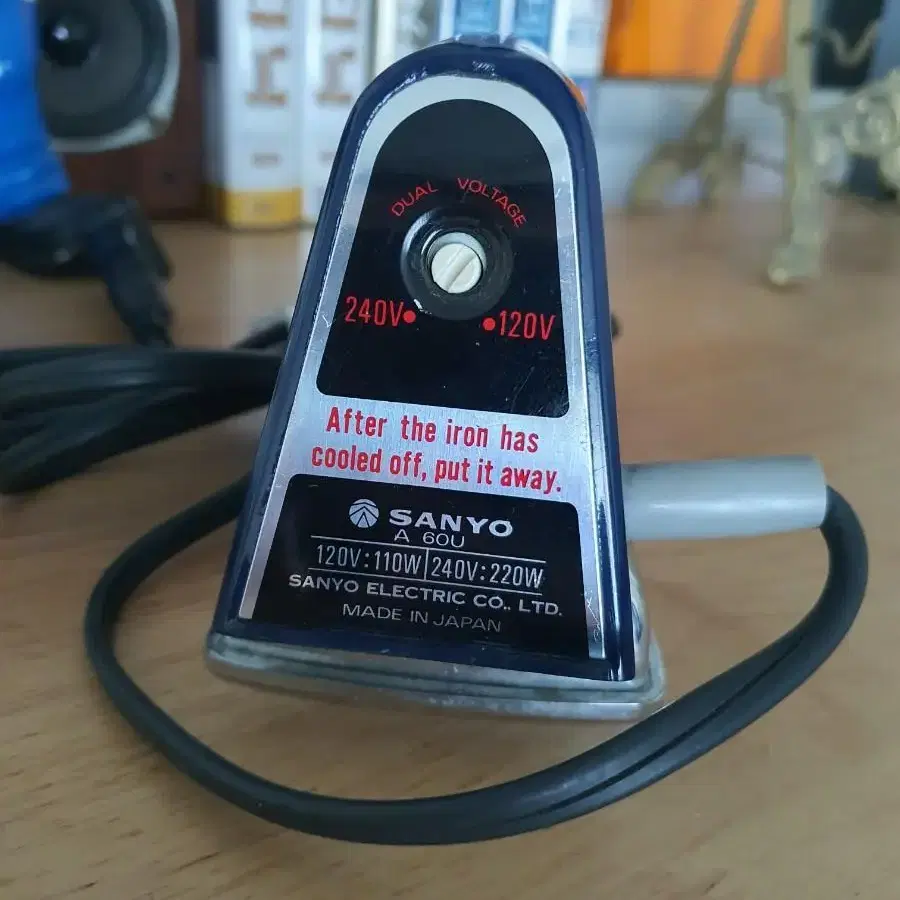 DUAL VOLTAGE
240V 120V
After the iron has
cooled off, put it away.
SANYO
A 60U
120V:110W 240V:220W
SANYO ELECTRIC CO., LTD.
MADE IN JAPAN